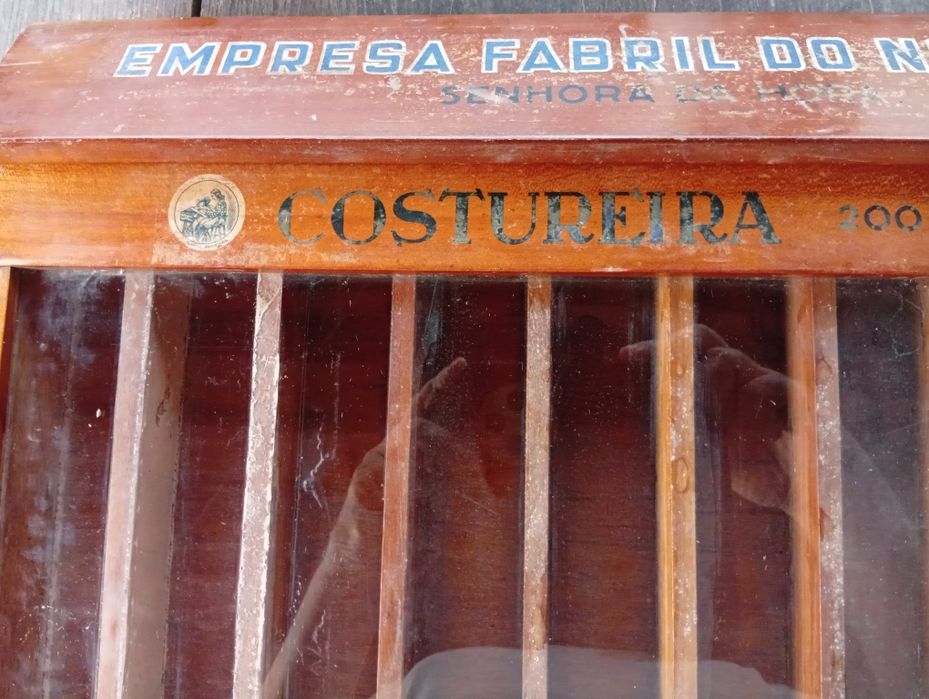 EMPRESA FABRIL DO N
SENHORA DA HORA
COSTUREIRA 200